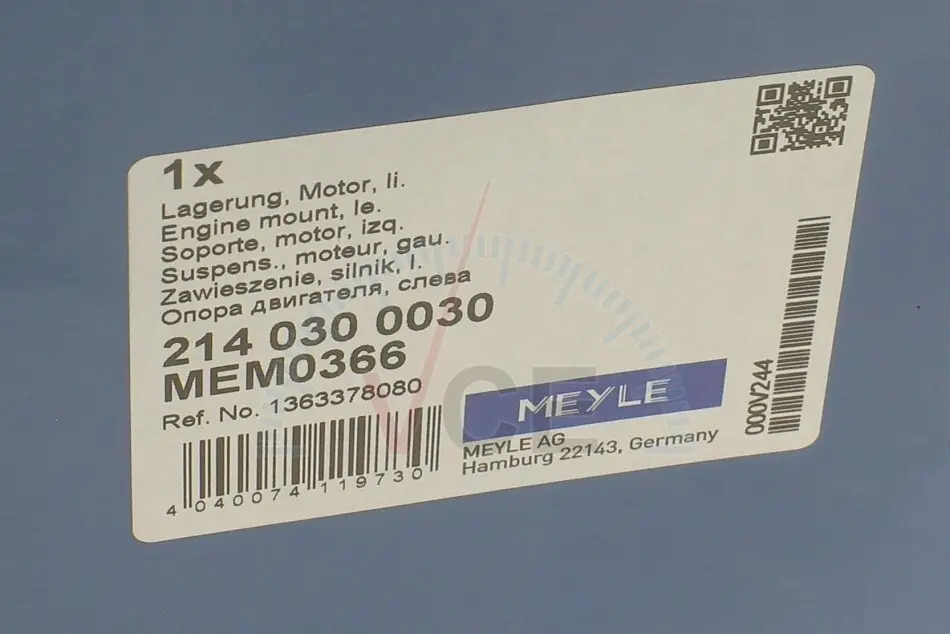 1x
Lagerung, Motor, li.
Engine mount, le.
Soporte, motor, izq.
Suspens., moteur, gau.
Zawieszenie, silnik, l.
Опора двигателя, слева
214 030 0030
MEM0366
Ref. No. 1363378080
4 040074 119730
MEYLE
MEYLE AG
Hamburg 22143, Germany
000V244